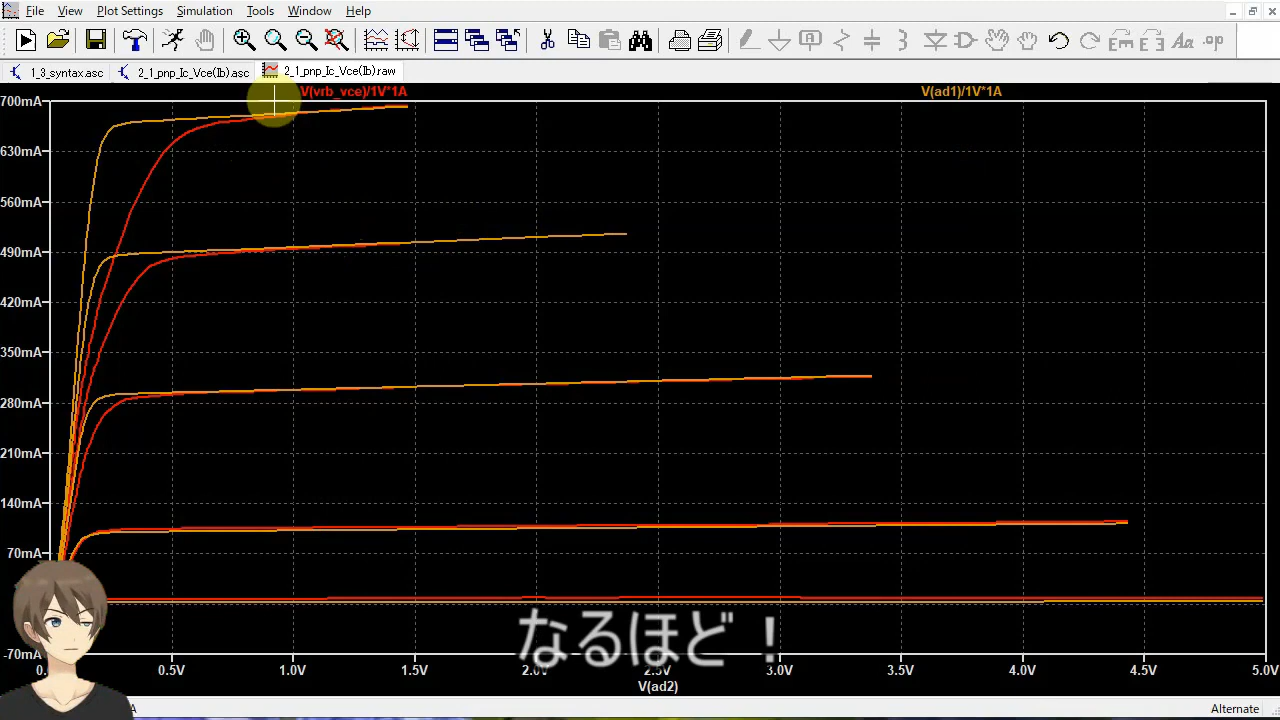 File View Plot Settings Simulation Tools Window Help
1_3_syntax.asc 2_1_pnp_Ic_Vce(Ib).asc 2_1_pnp_Ic_Vce(Ib).raw
V(vrb_vce)/1V*1A V(ad1)/1V*1A
700mA
630mA
560mA
490mA
420mA
350mA
280mA
210mA
140mA
70mA
-70mA
なるほど！
0. 0.5V 1.0V 1.5V 2.0V 2.5V 3.0V 3.5V 4.0V 4.5V 5.0V
V(ad2)
A Alternate